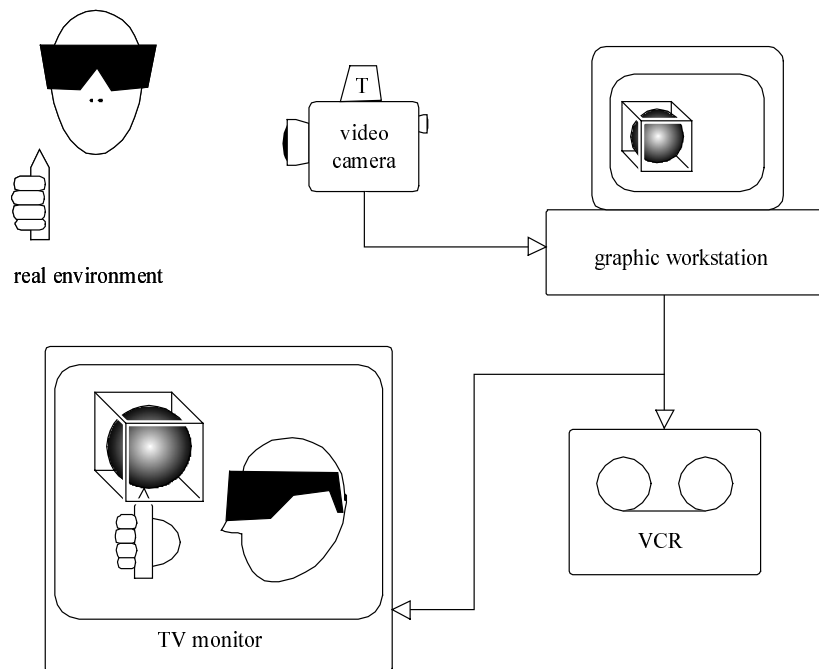 T
video
camera
real environment
graphic workstation
VCR
TV monitor